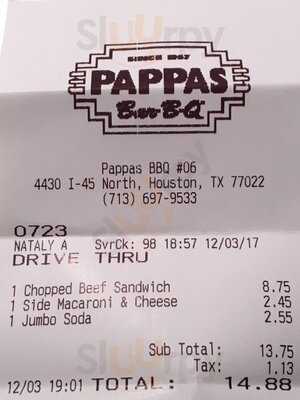 SINCE 1967
PAPPAS
Bar-B-Q
Pappas BBQ #06
4430 I-45 North, Houston, TX 77022
(713) 697-9533
0723
NATALY A SvrCk: 98 18:57 12/03/17
DRIVE THRU
1 Chopped Beef Sandwich 8.75
1 Side Macaroni & Cheese 2.45
1 Jumbo Soda 2.55
Sub Total: 13.75
Tax: 1.13
12/03 19:01 TOTAL: 14.88
Sluurpy